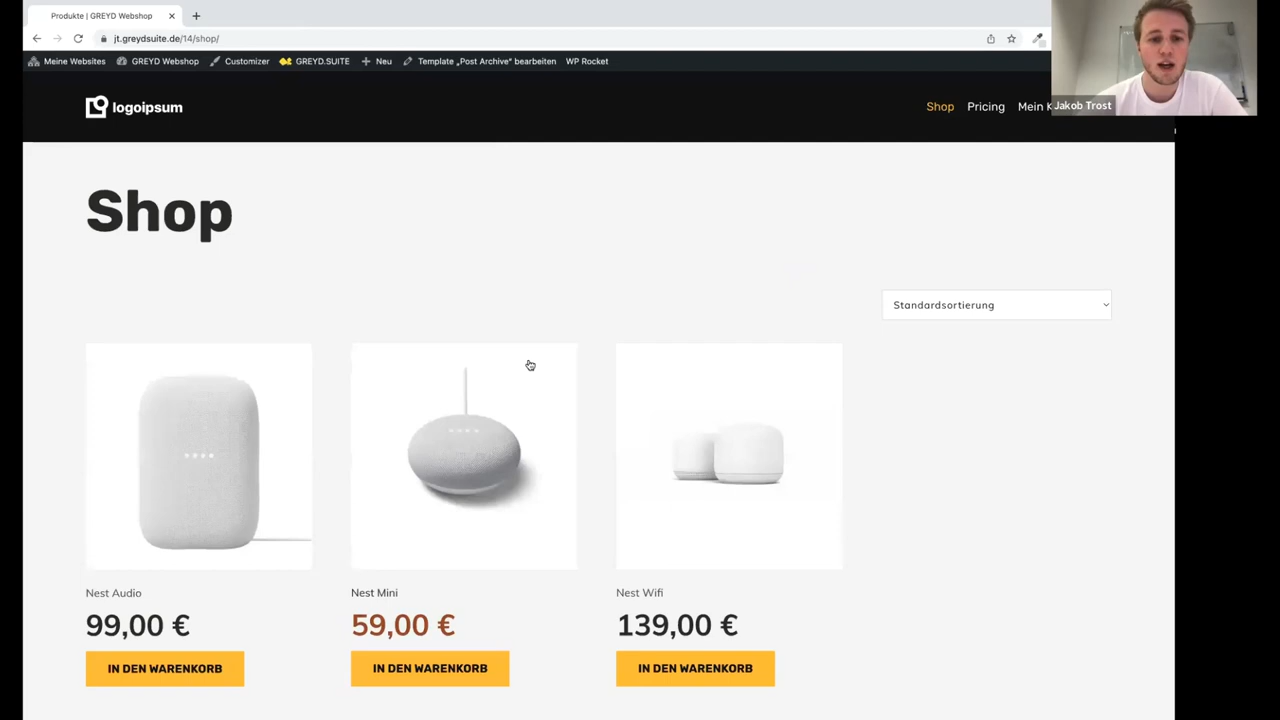 Produkte | GREYD Webshop
jt.greydsuite.de/14/shop/
Meine Websites GREYD Webshop Customizer GREYD.SUITE Neu Template „Post Archive“ bearbeiten WP Rocket
logoipsum
Shop Pricing Mein K
Jakob Trost
Shop
Standardsortierung
Nest Audio Nest Mini Nest Wifi
99,00 € 59,00 € 139,00 €
IN DEN WARENKORB IN DEN WARENKORB IN DEN WARENKORB